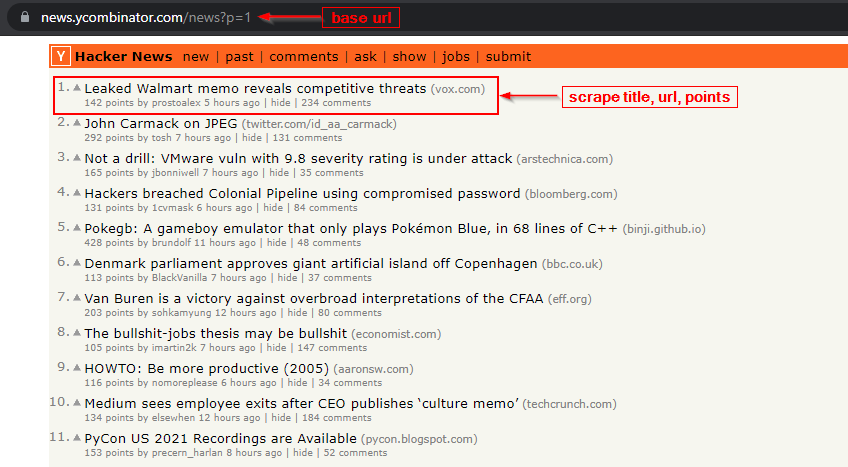 news.ycombinator.com/news?p=1 base url
Y Hacker News new | past | comments | ask | show | jobs | submit
1. Leaked Walmart memo reveals competitive threats (vox.com)
142 points by prostoalex 5 hours ago | hide | 234 comments
scrape title, url, points
2. John Carmack on JPEG (twitter.com/id_aa_carmack)
292 points by tosh 7 hours ago | hide | 131 comments
3. Not a drill: VMware vuln with 9.8 severity rating is under attack (arstechnica.com)
165 points by jbonniwell 7 hours ago | hide | 35 comments
4. Hackers breached Colonial Pipeline using compromised password (bloomberg.com)
131 points by 1cvmask 6 hours ago | hide | 84 comments
5. Pokegb: A gameboy emulator that only plays Pokémon Blue, in 68 lines of C++ (binji.github.io)
428 points by brundolf 11 hours ago | hide | 48 comments
6. Denmark parliament approves giant artificial island off Copenhagen (bbc.co.uk)
113 points by BlackVanilla 7 hours ago | hide | 37 comments
7. Van Buren is a victory against overbroad interpretations of the CFAA (eff.org)
203 points by sohkamyung 12 hours ago | hide | 80 comments
8. The bullshit-jobs thesis may be bullshit (economist.com)
105 points by imartin2k 7 hours ago | hide | 147 comments
9. HOWTO: Be more productive (2005) (aaronsw.com)
116 points by nomoreplease 6 hours ago | hide | 34 comments
10. Medium sees employee exits after CEO publishes ‘culture memo’ (techcrunch.com)
134 points by elsewhen 12 hours ago | hide | 184 comments
11. PyCon US 2021 Recordings are Available (pycon.blogspot.com)
153 points by precern_harlan 8 hours ago | hide | 52 comments